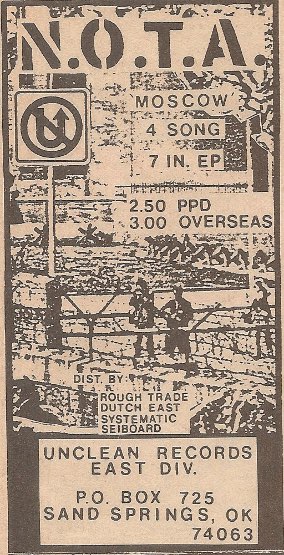 N.O.T.A.
MOSCOW
4 SONG
7 IN. EP
2.50 PPD
3.00 OVERSEAS
U
DIST. BY:
ROUGH TRADE
DUTCH EAST
SYSTEMATIC
SEIBOARD
UNCLEAN RECORDS
EAST DIV.
P.O. BOX 725
SAND SPRINGS, OK
74063